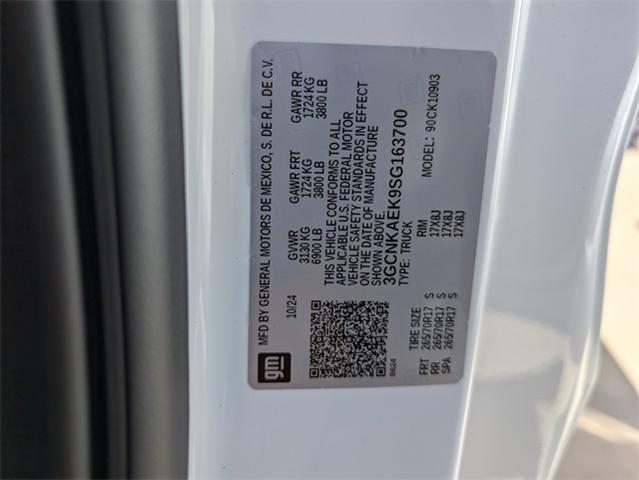 MFD BY GENERAL MOTORS DE MEXICO, S. DE R.L. DE C.V.
10/24 GVWR GAWR FRT GAWR RR
3130 KG 1724 KG 1724 KG
6900 LB 3800 LB 3800 LB
THIS VEHICLE CONFORMS TO ALL
APPLICABLE U.S. FEDERAL MOTOR
VEHICLE SAFETY STANDARDS IN EFFECT
ON THE DATE OF MANUFACTURE
SHOWN ABOVE.
3GCNKAEK9SG163700
TYPE: TRUCK MODEL: 90CK10903
gm
B624
TIRE SIZE RIM
FRT 265/70R17 S 17X8J
RR 265/70R17 S 17X8J
SPA 265/70R17 S 17X8J